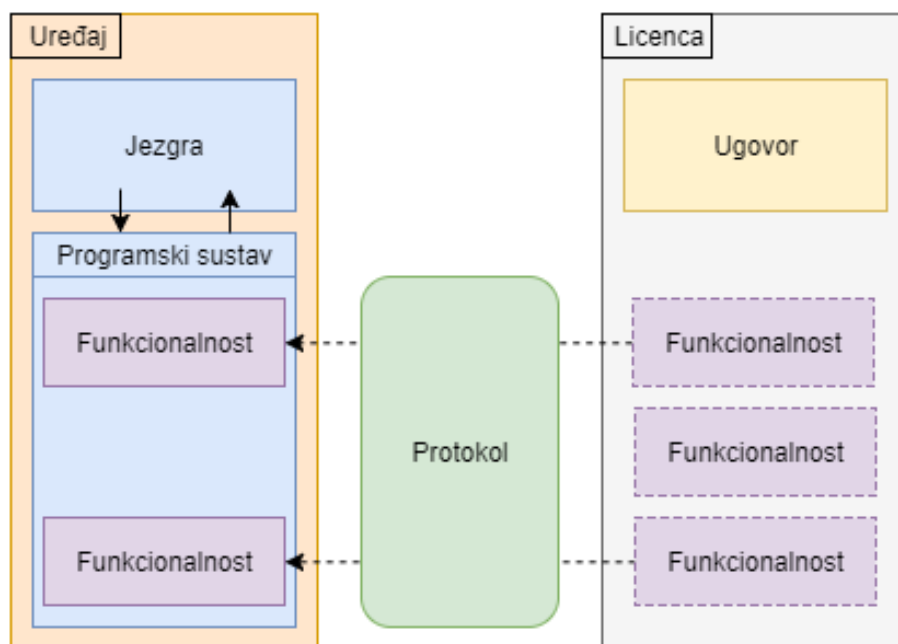 Uređaj
Licenca
Jezgra
Ugovor
Programski sustav
Funkcionalnost
Funkcionalnost
Protokol
Funkcionalnost
Funkcionalnost
Funkcionalnost